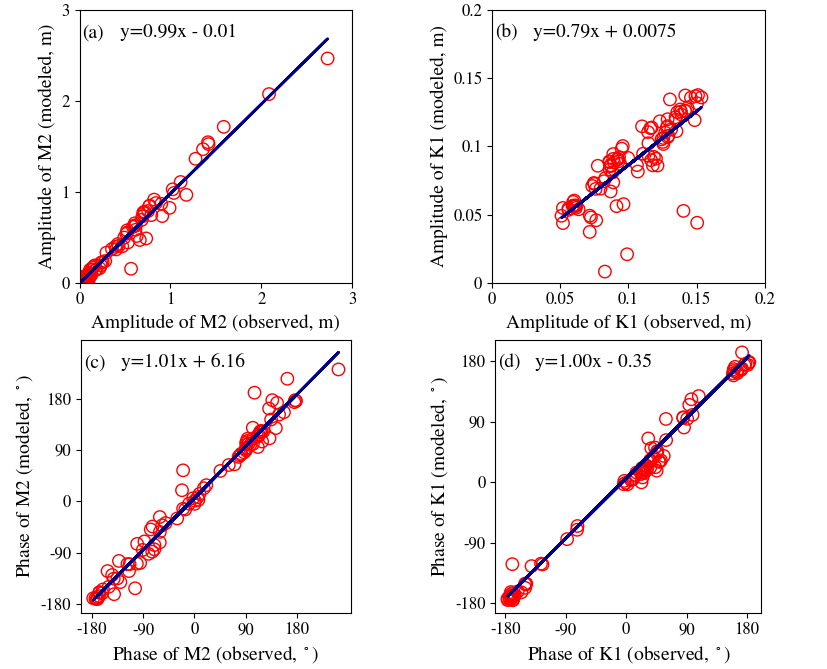 (a) y=0.99x - 0.01
3
2
1
0
0 1 2 3
Amplitude of M2 (modeled, m)
Amplitude of M2 (observed, m)
(b) y=0.79x + 0.0075
0.2
0.15
0.1
0.05
0
0 0.05 0.1 0.15 0.2
Amplitude of K1 (modeled, m)
Amplitude of K1 (observed, m)
(c) y=1.01x + 6.16
180
90
0
-90
-180
-180 -90 0 90 180
Phase of M2 (modeled, °)
Phase of M2 (observed, °)
(d) y=1.00x - 0.35
180
90
0
-90
-180
-180 -90 0 90 180
Phase of K1 (modeled, °)
Phase of K1 (observed, °)